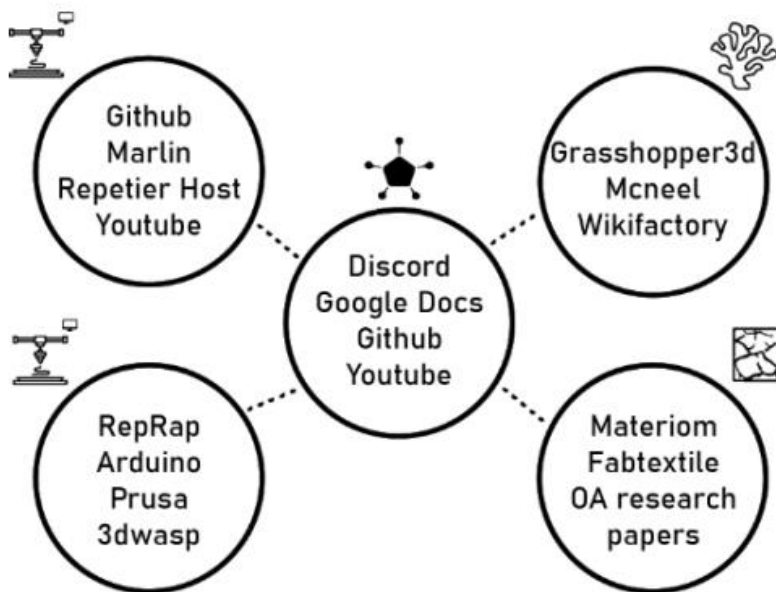 Github
Marlin
Repetier Host
Youtube
Grasshopper3d
Mcneel
Wikifactory
Discord
Google Docs
Github
Youtube
RepRap
Arduino
Prusa
3dwasp
Materiom
Fabtextile
OA research
papers